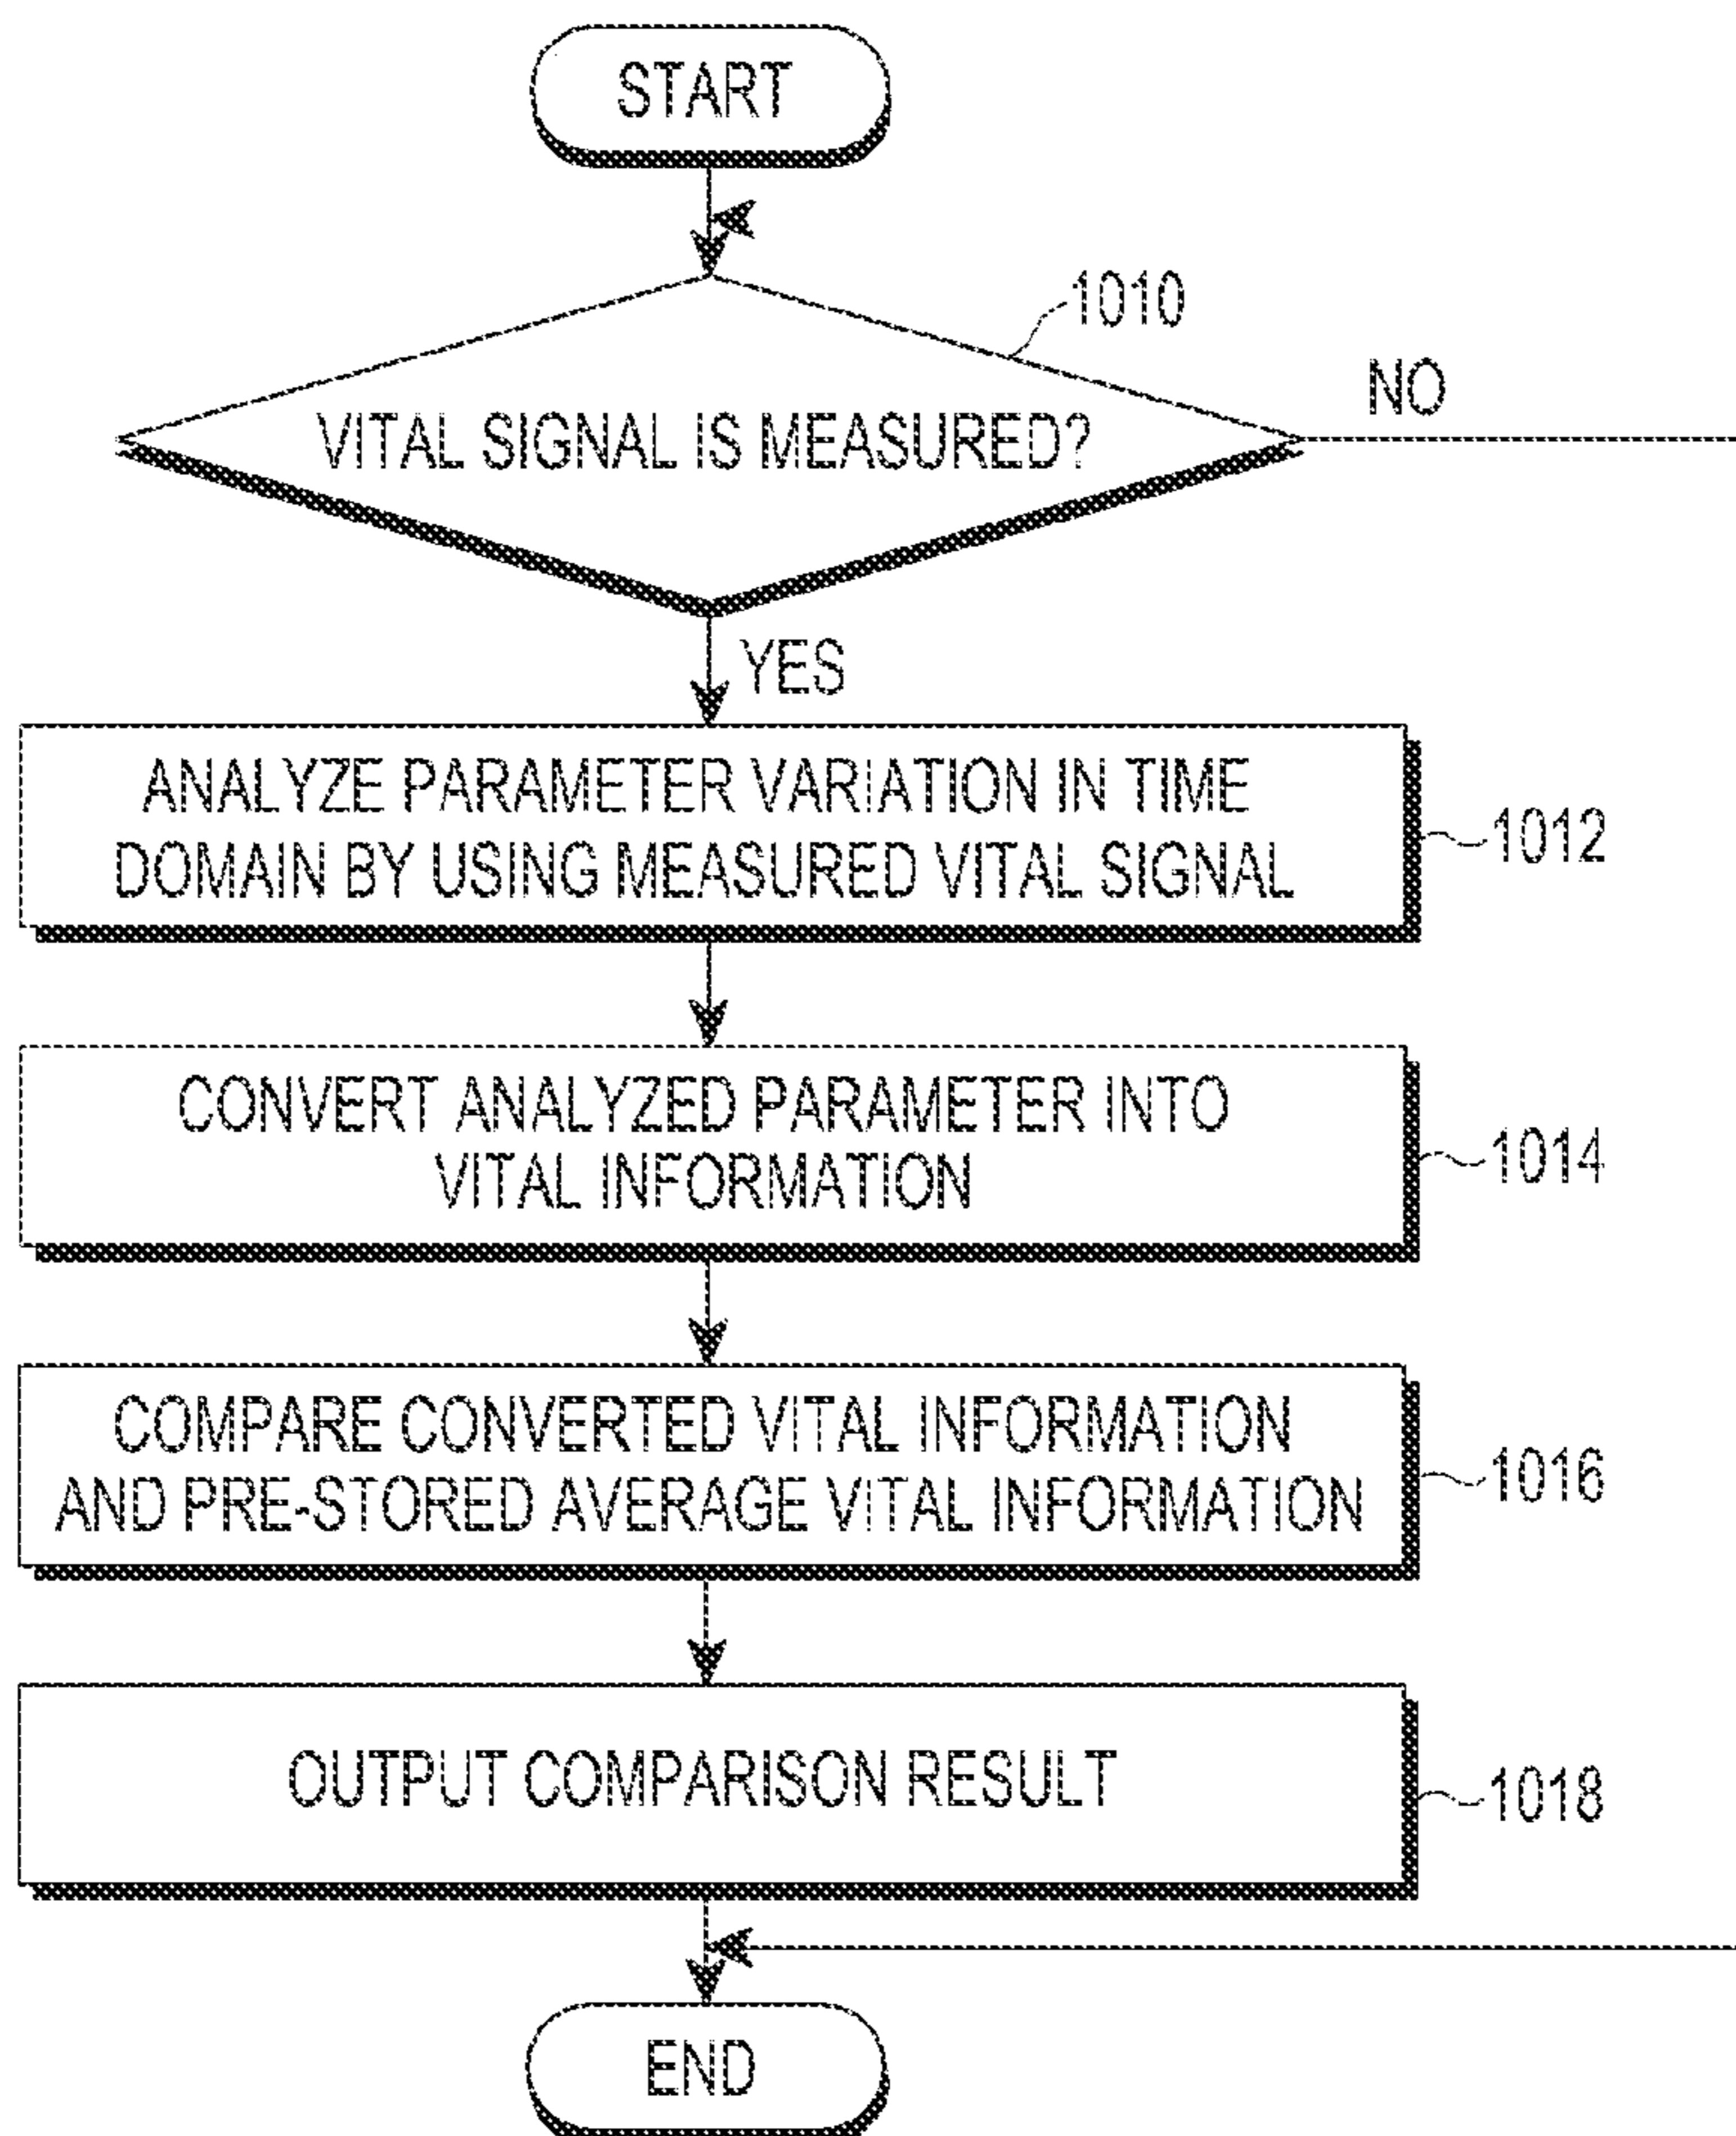 START
1010
NO
VITAL SIGNAL IS MEASURED?
YES
ANALYZE PARAMETER VARIATION IN TIME
DOMAIN BY USING MEASURED VITAL SIGNAL
1012
CONVERT ANALYZED PARAMETER INTO
VITAL INFORMATION
1014
COMPARE CONVERTED VITAL INFORMATION
AND PRE-STORED AVERAGE VITAL INFORMATION
1016
OUTPUT COMPARISON RESULT
1018
END